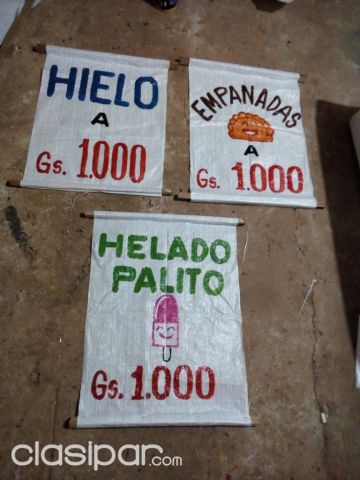 HIELO
A
Gs. 1.000
EMPANADAS
A
Gs. 1.000
HELADO
PALITO
Gs. 1.000
clasipar.com